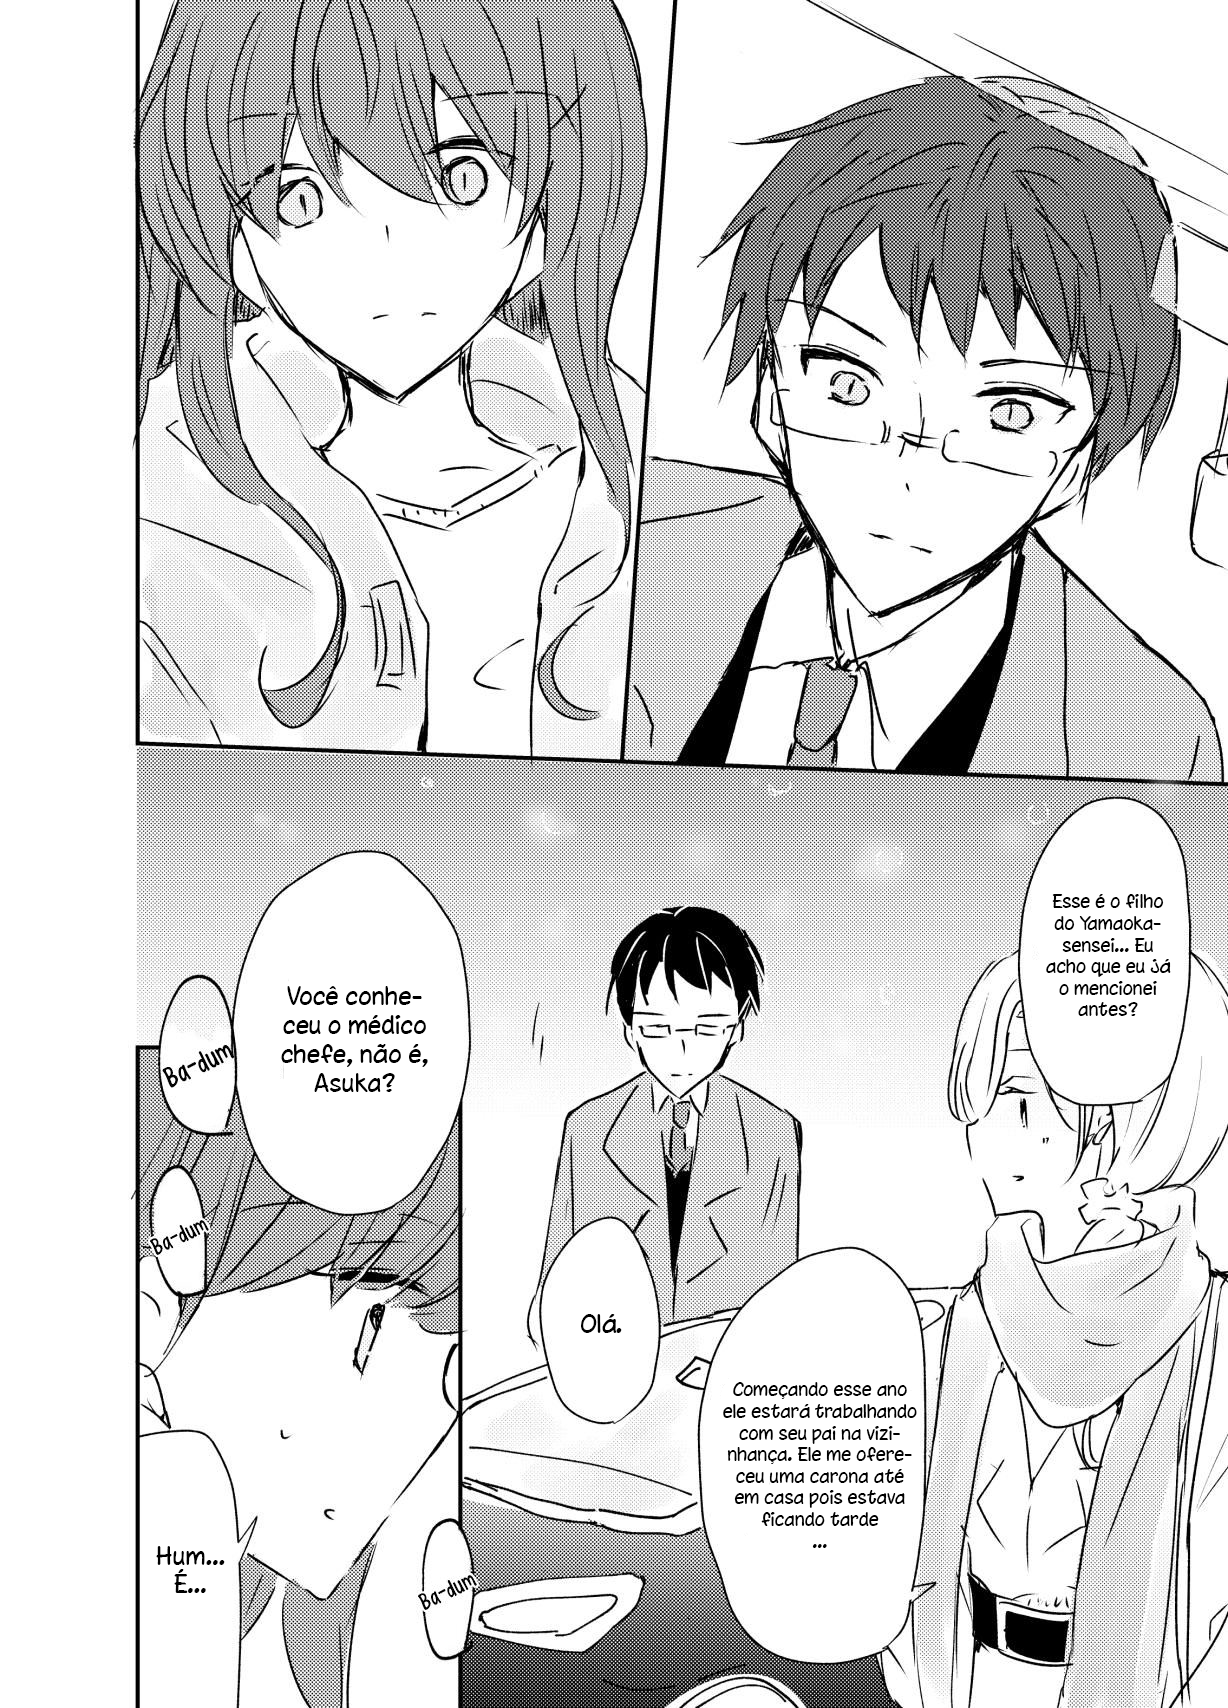 Esse é o filho
do Yamaoka-
sensei... Eu
acho que eu já
o mencionei
antes?
Começando esse ano
ele estará trabalhando
com seu pai na vizi-
nhança. Ele me ofere-
ceu uma carona até
em casa pois estava
ficando tarde
...
Olá.
Você conhe-
ceu o médico
chefe, não é,
Asuka?
Ba-dum
Ba-dum
Ba-dum
Hum...
É...